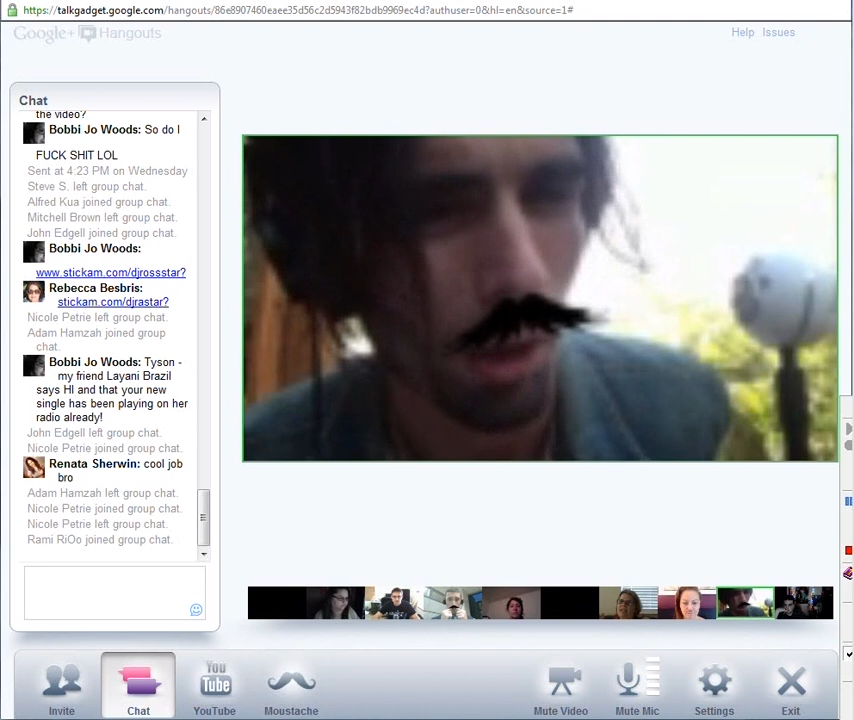 https://talkgadget.google.com/hangouts/86e8907460eaee35d56c2d5943f82bdb9969ec4d?authuser=0&hl=en&source=1#
Google+ Hangouts
Help Issues
Chat
the video?
Bobbi Jo Woods: So do I
FUCK SHIT LOL
Sent at 4:23 PM on Wednesday
Steve S. left group chat.
Alfred Kua joined group chat.
Mitchell Brown left group chat.
John Edgell joined group chat.
Bobbi Jo Woods:
www.stickam.com/djrossstar?
Rebecca Besbris:
stickam.com/djrastar?
Nicole Petrie left group chat.
Adam Hamzah joined group
chat.
Bobbi Jo Woods: Tyson -
my friend Layani Brazil
says HI and that your new
single has been playing on her
radio already!
John Edgell left group chat.
Nicole Petrie joined group chat.
Renata Sherwin: cool job
bro
Adam Hamzah left group chat.
Nicole Petrie joined group chat.
Nicole Petrie left group chat.
Rami RiOo joined group chat.
You
Tube
Invite
Chat
YouTube
Moustache
Mute Video
Mute Mic
Settings
Exit